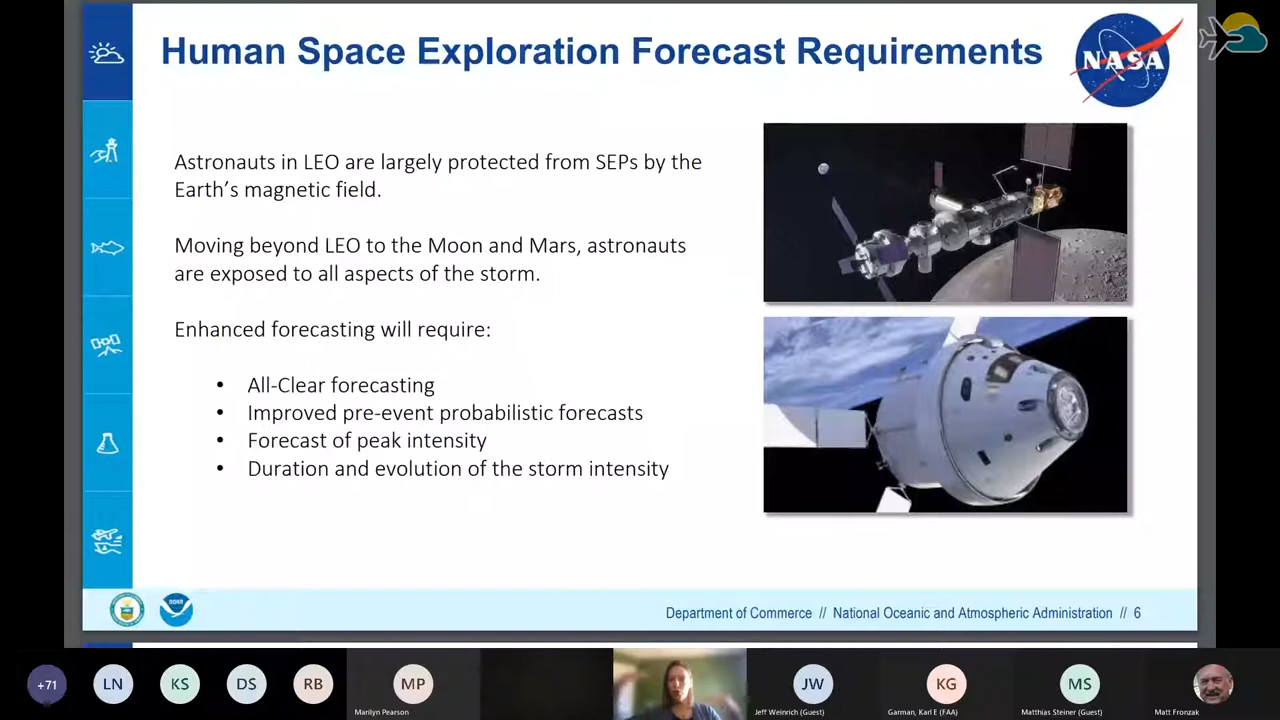 Human Space Exploration Forecast Requirements
NASA
Astronauts in LEO are largely protected from SEPs by the
Earth's magnetic field.
Moving beyond LEO to the Moon and Mars, astronauts
are exposed to all aspects of the storm.
Enhanced forecasting will require:
• All-Clear forecasting
• Improved pre-event probabilistic forecasts
• Forecast of peak intensity
• Duration and evolution of the storm intensity
Department of Commerce // National Oceanic and Atmospheric Administration // 6
+71
LN
KS
DS
RB
MP
JW
KG
MS
Marilyn Pearson
Jeff Weinrich (Guest)
Garman, Karl E (FAA)
Matthias Steiner (Guest)
Matt Fronzak